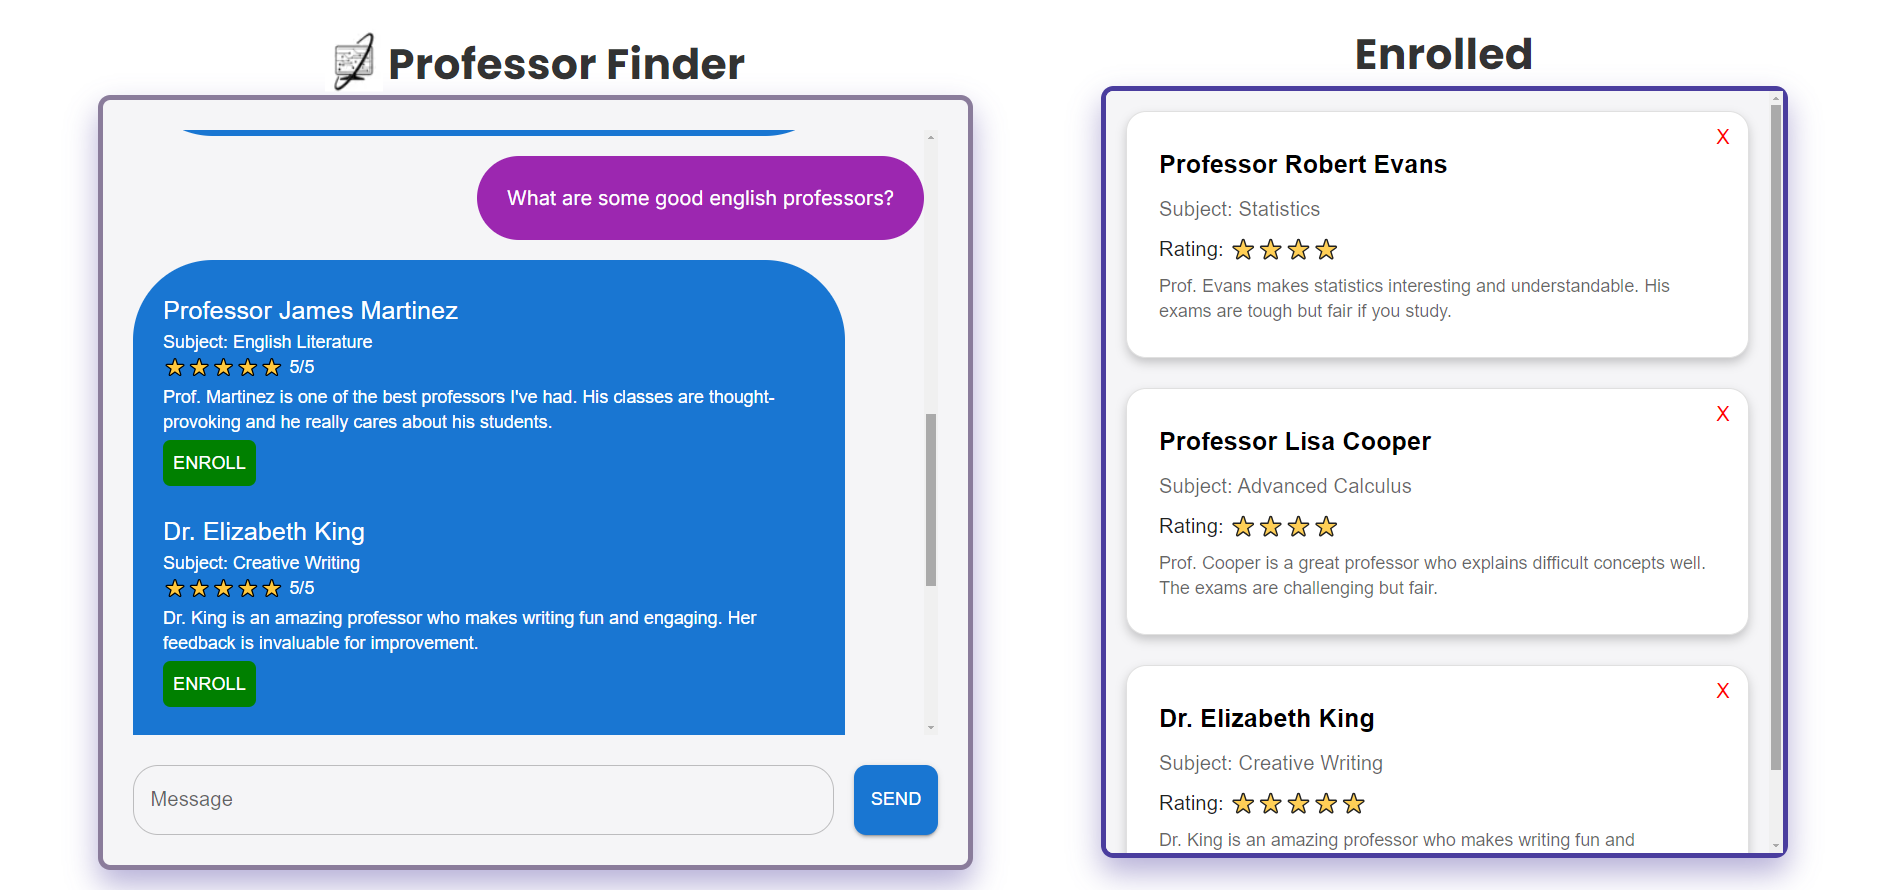 Professor Finder
What are some good english professors?
Professor James Martinez
Subject: English Literature
5/5
Prof. Martinez is one of the best professors I've had. His classes are thought-
provoking and he really cares about his students.
ENROLL
Dr. Elizabeth King
Subject: Creative Writing
5/5
Dr. King is an amazing professor who makes writing fun and engaging. Her
feedback is invaluable for improvement.
ENROLL
Message
SEND
Enrolled
X
Professor Robert Evans
Subject: Statistics
Rating:
Prof. Evans makes statistics interesting and understandable. His
exams are tough but fair if you study.
X
Professor Lisa Cooper
Subject: Advanced Calculus
Rating:
Prof. Cooper is a great professor who explains difficult concepts well.
The exams are challenging but fair.
X
Dr. Elizabeth King
Subject: Creative Writing
Rating:
Dr. King is an amazing professor who makes writing fun and